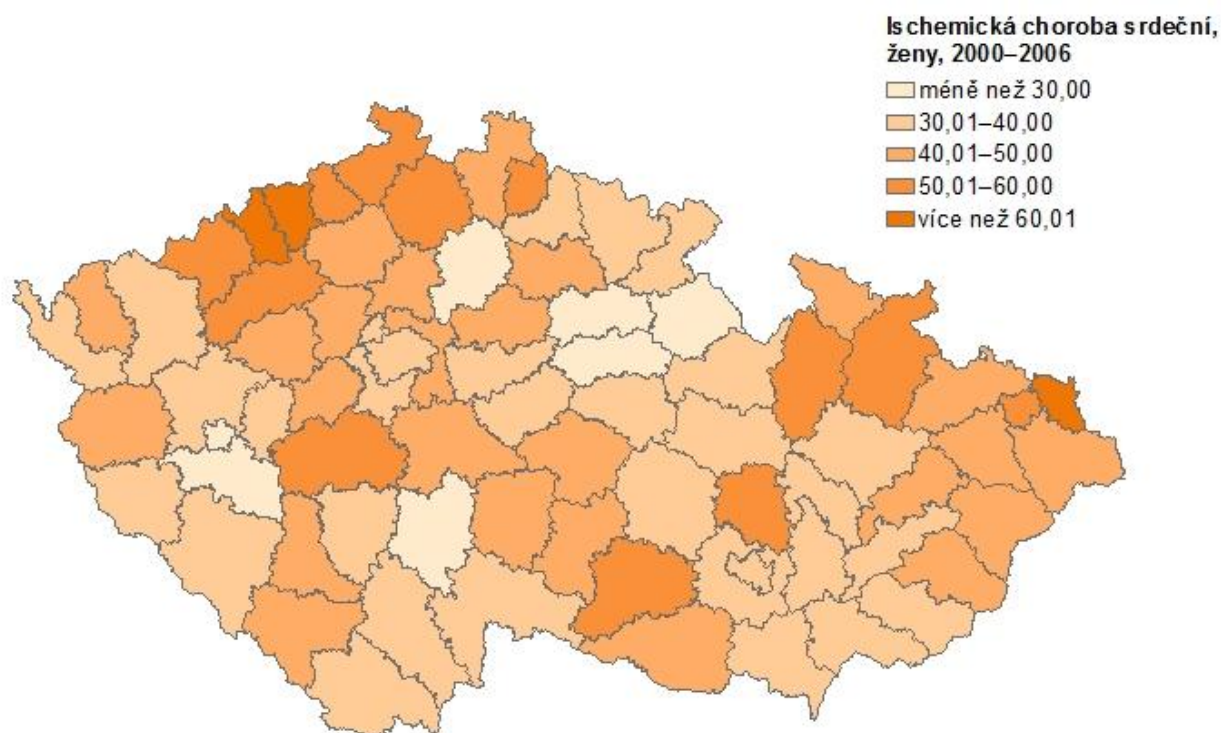 Ischemická choroba srdeční,
ženy, 2000–2006
méně než 30,00
30,01–40,00
40,01–50,00
50,01–60,00
více než 60,01